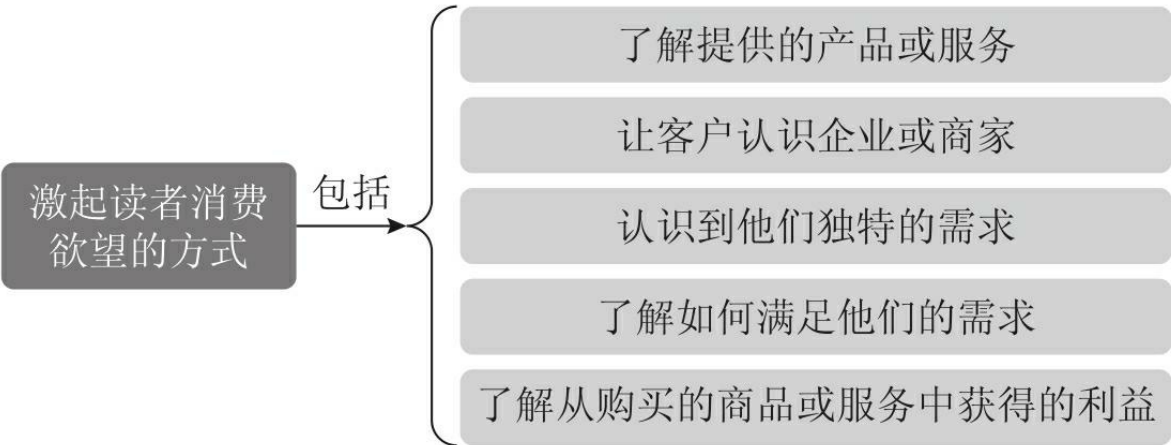 激起读者消费
欲望的方式
包括
了解提供的产品或服务
让客户认识企业或商家
认识到他们独特的需求
了解如何满足他们的需求
了解从购买的商品或服务中获得的利益